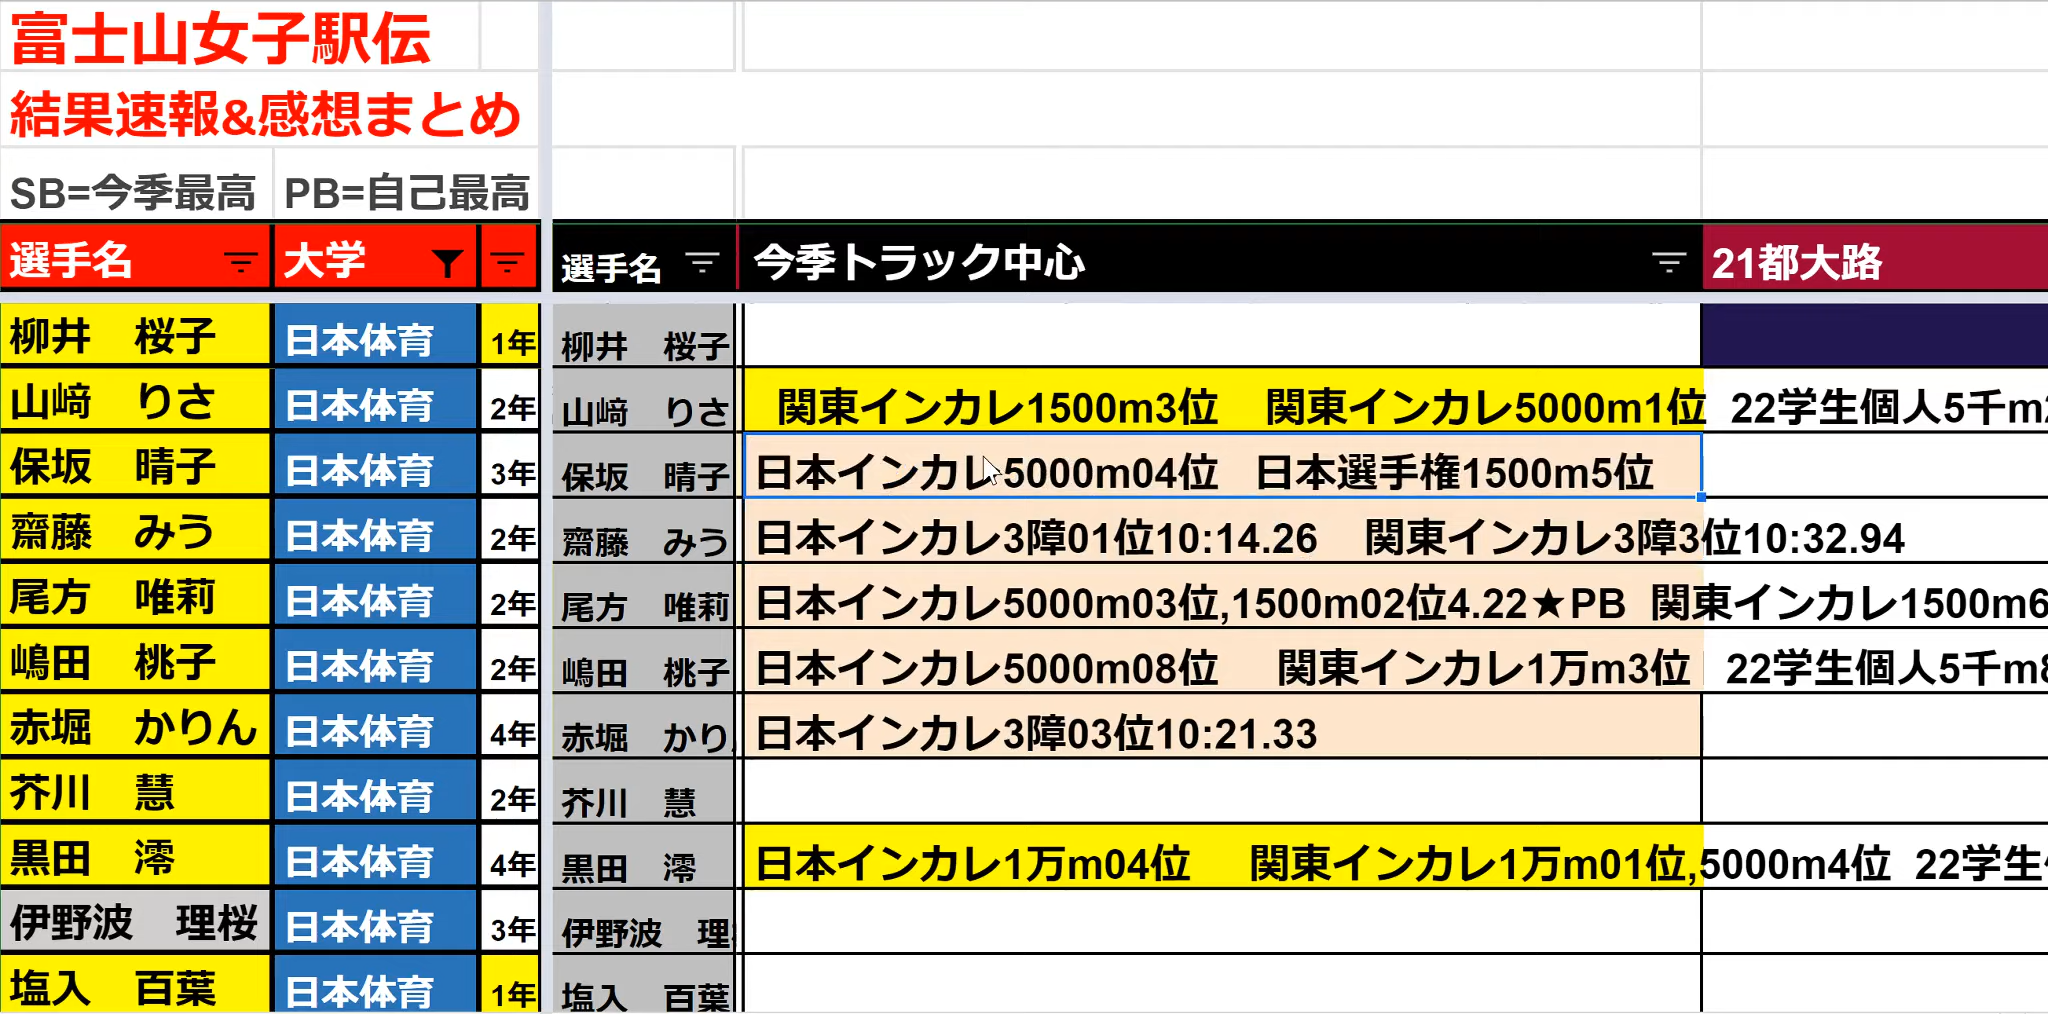 富士山女子駅伝
結果速報&感想まとめ
SB=今季最高 PB=自己最高
選手名 大学 選手名 今季トラック中心 21都大路
柳井 桜子 日本体育 1年 柳井 桜子
山﨑 りさ 日本体育 2年 山﨑 りさ 関東インカレ1500m3位 関東インカレ5000m1位 22学生個人5千m
保坂 晴子 日本体育 3年 保坂 晴子 日本インカレ5000m04位 日本選手権1500m5位
齋藤 みう 日本体育 2年 齋藤 みう 日本インカレ3障01位10:14.26 関東インカレ3障3位10:32.94
尾方 唯莉 日本体育 2年 尾方 唯莉 日本インカレ5000m03位,1500m02位4.22★PB 関東インカレ1500m6
嶋田 桃子 日本体育 2年 嶋田 桃子 日本インカレ5000m08位 関東インカレ1万m3位 22学生個人5千m8
赤堀 かりん 日本体育 4年 赤堀 かり 日本インカレ3障03位10:21.33
芥川 慧 日本体育 2年 芥川 慧
黒田 澪 日本体育 4年 黒田 澪 日本インカレ1万m04位 関東インカレ1万m01位,5000m4位 22学生
伊野波 理桜 日本体育 3年 伊野波 理
塩入 百葉 日本体育 1年 塩入 百葉